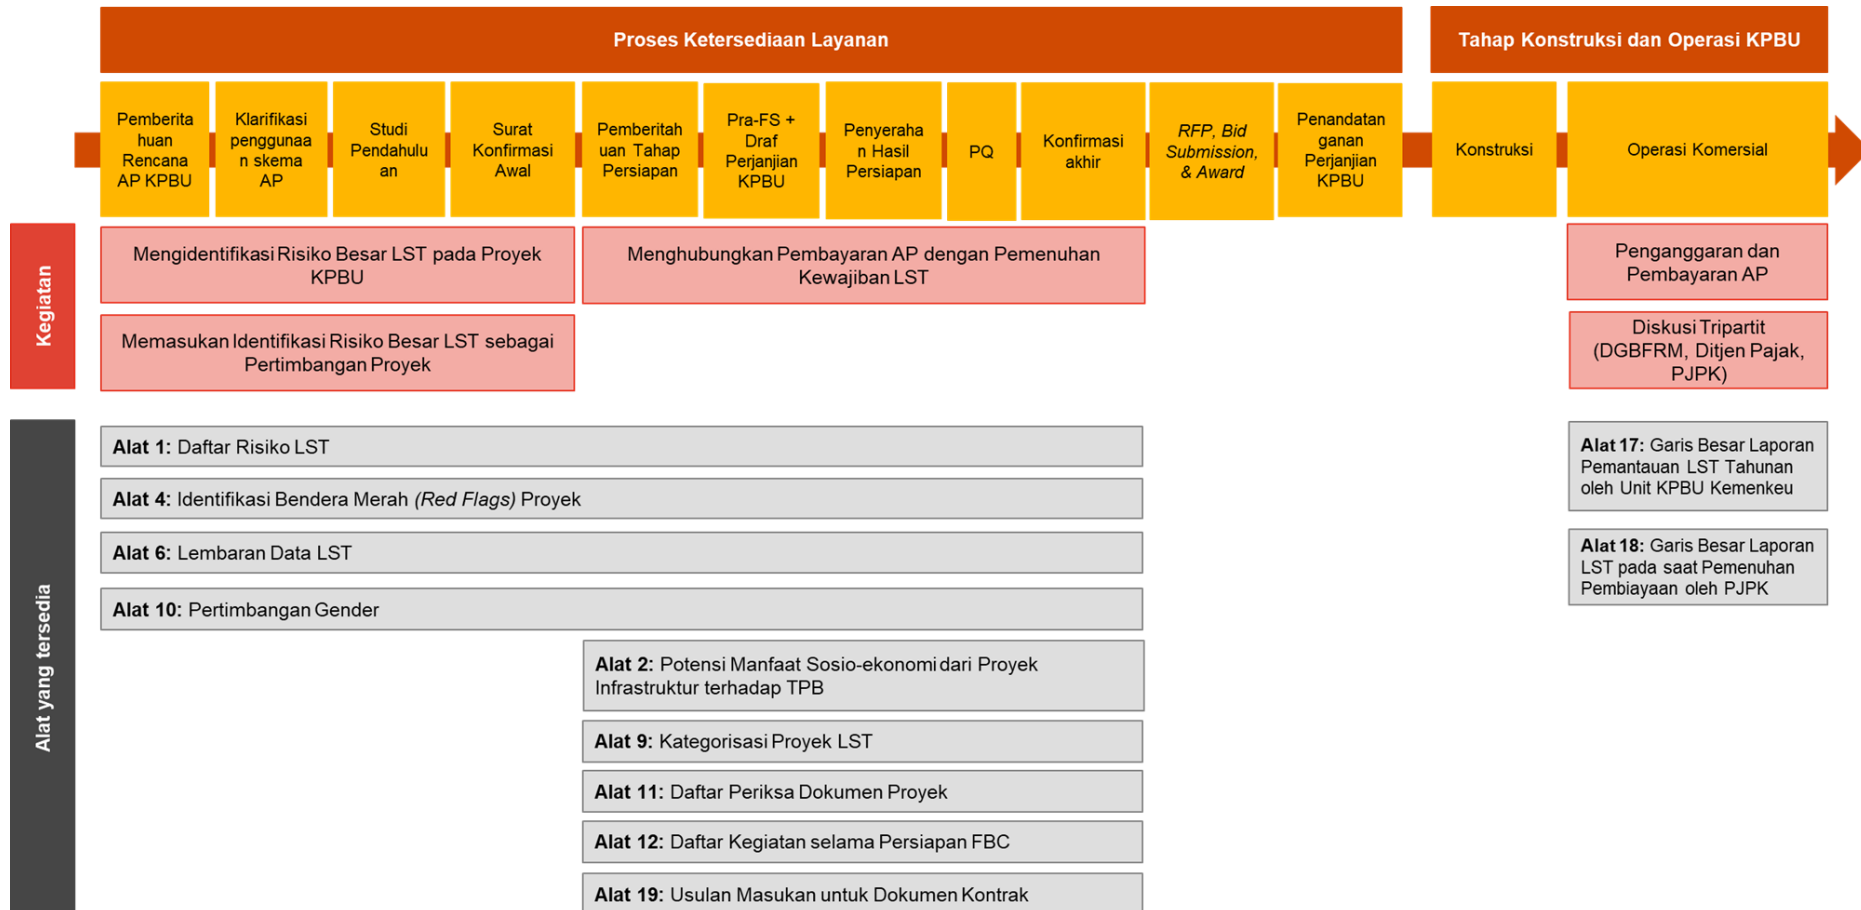 Proses Ketersediaan Layanan
Tahap Konstruksi dan Operasi KPBU
Pemberita
huan
Rencana
AP KPBU
Klarifikasi
penggunaa
n skema
AP
Studi
Pendahulu
an
Surat
Konfirmasi
Awal
Pemberitah
uan Tahap
Persiapan
Pra-FS +
Draf
Perjanjian
KPBU
Penyeraha
n Hasil
Persiapan
PQ
Konfirmasi
akhir
RFP, Bid
Submission,
& Award
Penandatan
ganan
Perjanjian
KPBU
Konstruksi
Operasi Komersial
Kegiatan
Mengidentifikasi Risiko Besar LST pada Proyek
KPBU
Menghubungkan Pembayaran AP dengan Pemenuhan
Kewajiban LST
Penganggaran dan
Pembayaran AP
Memasukan Identifikasi Risiko Besar LST sebagai
Pertimbangan Proyek
Diskusi Tripartit
(DGBFRM, Ditjen Pajak,
PJPK)
Alat yang tersedia
Alat 1: Daftar Risiko LST
Alat 4: Identifikasi Bendera Merah (Red Flags) Proyek
Alat 6: Lembaran Data LST
Alat 10: Pertimbangan Gender
Alat 2: Potensi Manfaat Sosio-ekonomi dari Proyek
Infrastruktur terhadap TPB
Alat 9: Kategorisasi Proyek LST
Alat 11: Daftar Periksa Dokumen Proyek
Alat 12: Daftar Kegiatan selama Persiapan FBC
Alat 19: Usulan Masukan untuk Dokumen Kontrak
Alat 17: Garis Besar Laporan
Pemantauan LST Tahunan
oleh Unit KPBU Kemenkeu
Alat 18: Garis Besar Laporan
LST pada saat Pemenuhan
Pembiayaan oleh PJPK